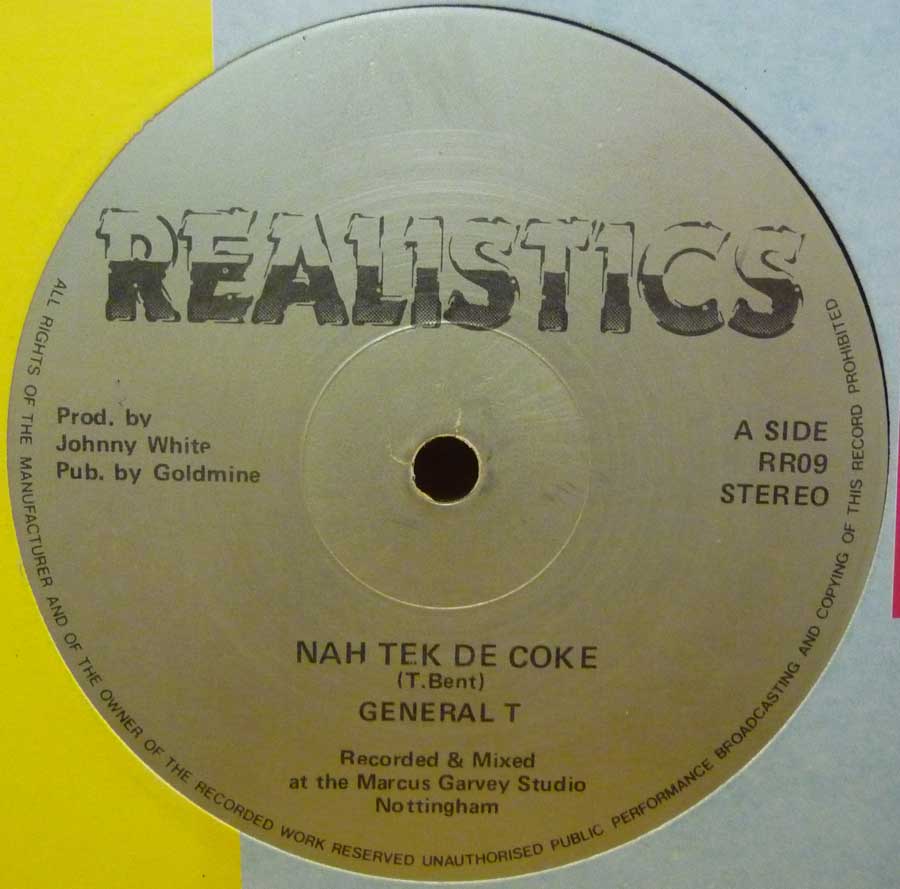 REALISTICS
Prod. by
Johnny White
Pub. by Goldmine
A SIDE
RR09
STEREO
NAH TEK DE COKE
(T.Bent)
GENERAL T
Recorded & Mixed
at the Marcus Garvey Studio
Nottingham
ALL RIGHTS OF THE MANUFACTURER AND OF THE OWNER OF THE RECORDED WORK RESERVED UNAUTHORISED PUBLIC PERFORMANCE BROADCASTING AND COPYING OF THIS RECORD PROHIBITED